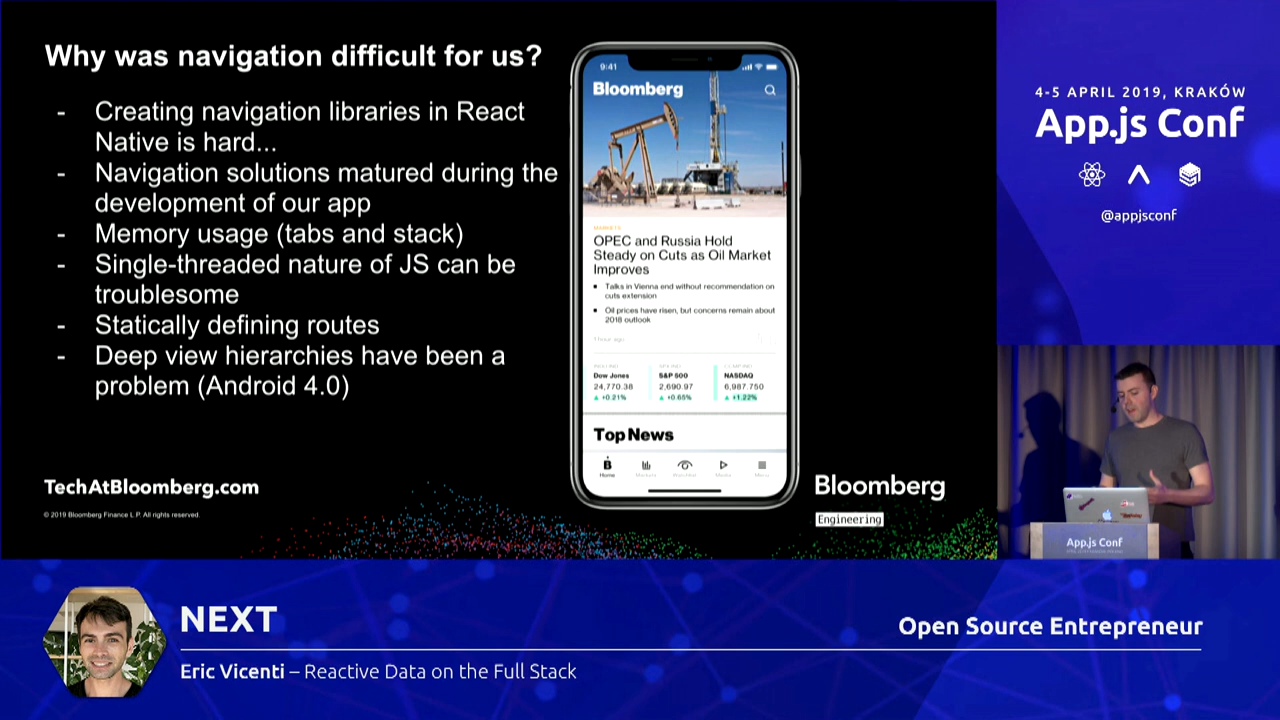 Why was navigation difficult for us?
- Creating navigation libraries in React
Native is hard...
- Navigation solutions matured during the
development of our app
- Memory usage (tabs and stack)
- Single-threaded nature of JS can be
troublesome
- Statically defining routes
- Deep view hierarchies have been a
problem (Android 4.0)
TechAtBloomberg.com
© 2019 Bloomberg Finance L.P. All rights reserved.
9:41
Bloomberg
MARKETS
OPEC and Russia Hold
Steady on Cuts as Oil Market
Improves
Talks in Vienna end without recommendation on
cuts extension
Oil prices have risen, but concerns remain about
2018 outlook
1 hour ago
Dow Jones
24,770.38
+0.21%
S&P 500
2,690.97
+0.65%
NASDAQ
6,987.750
+1.22%
Top News
Home
Menu
Bloomberg
Engineering
4-5 APRIL 2019, KRAKÓW
App.js Conf
@appjsconf
App.js Conf
NEXT
Eric Vicenti – Reactive Data on the Full Stack
Open Source Entrepreneur